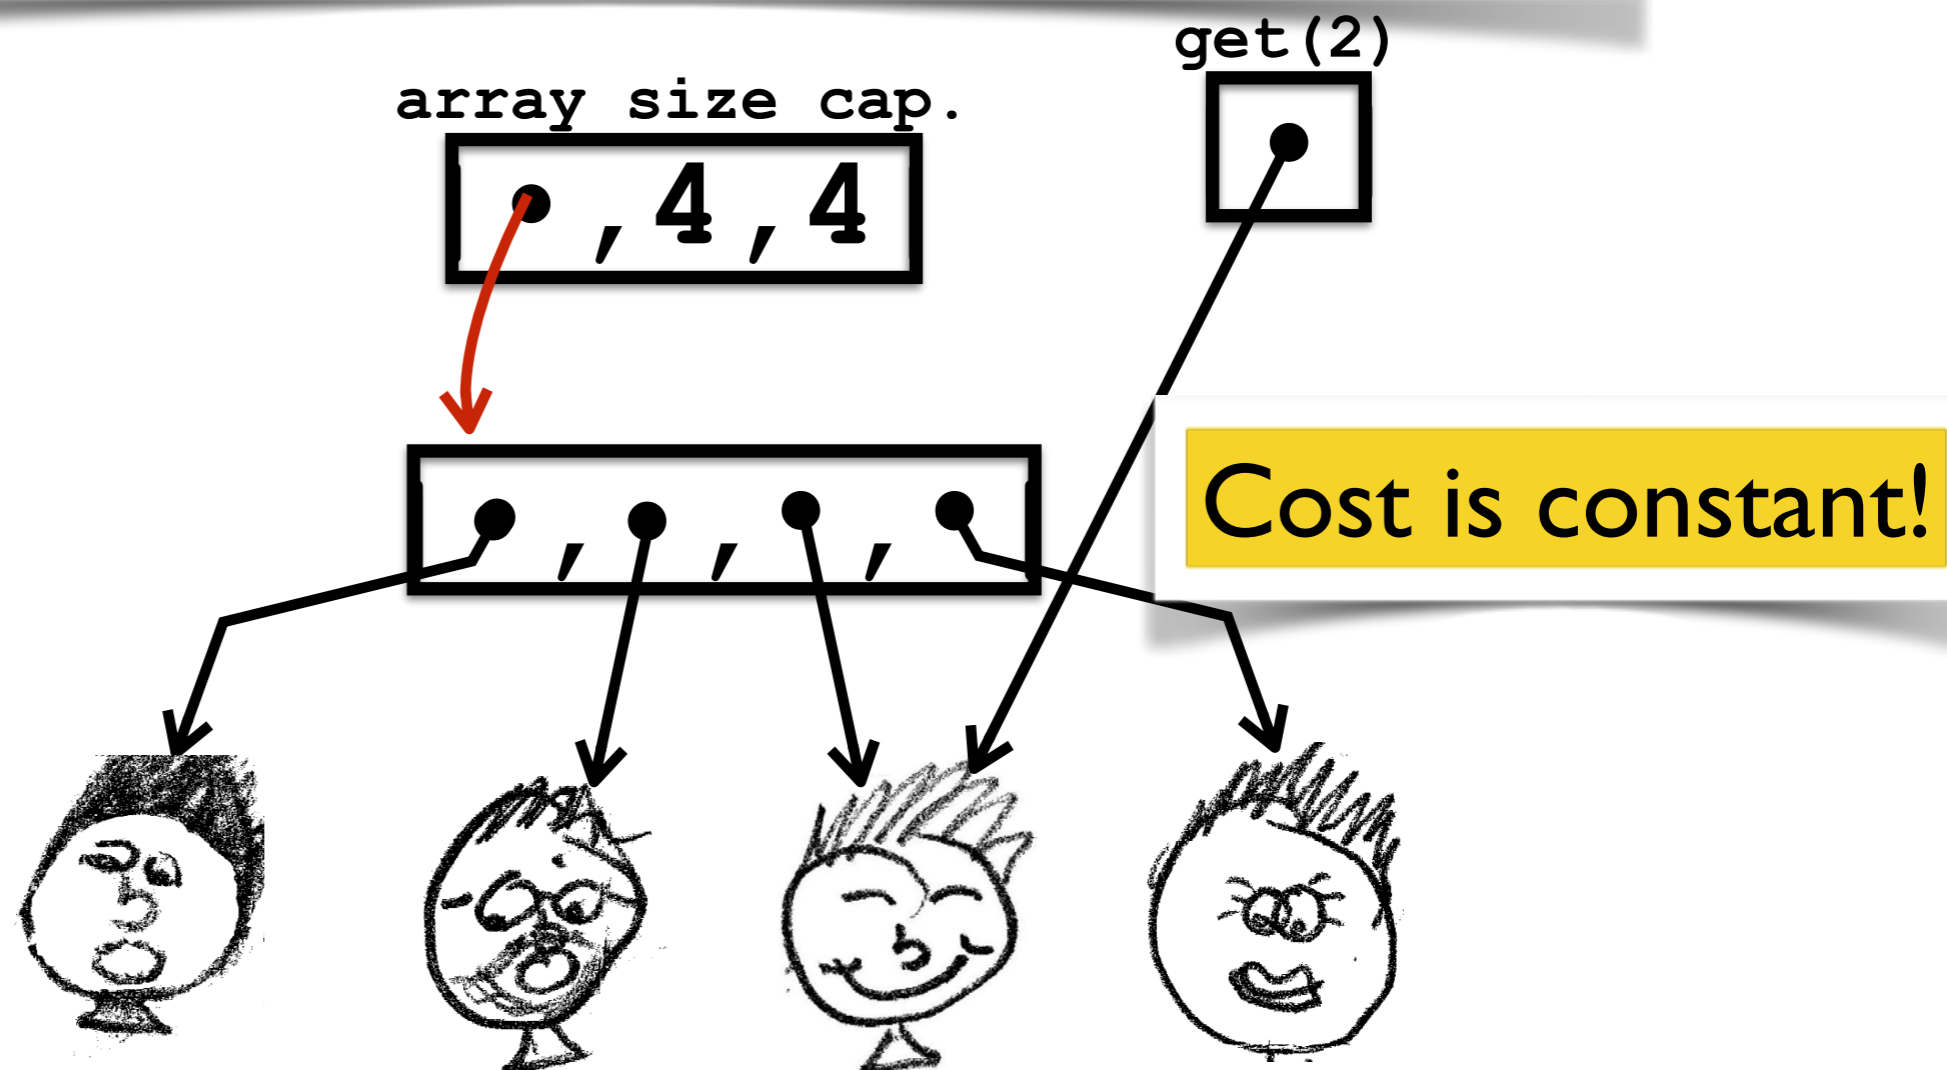 get(2)
array size cap.
,4,4
Cost is constant!
, , ,